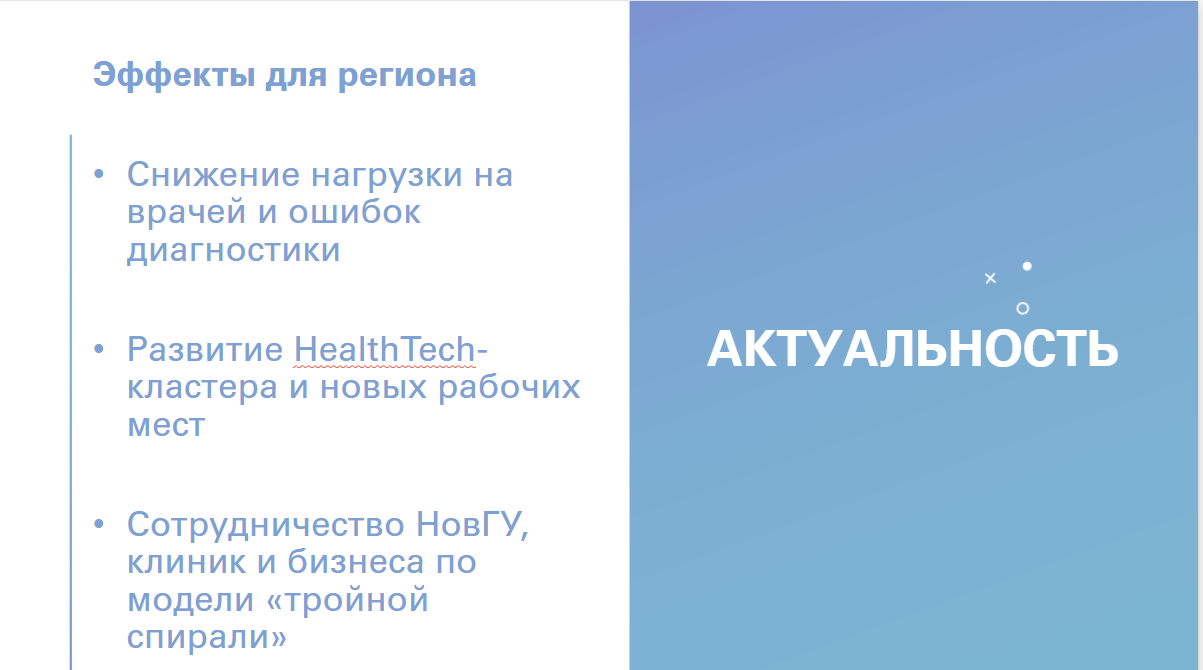 Эффекты для региона
• Снижение нагрузки на
врачей и ошибок
диагностики
• Развитие HealthTech-
кластера и новых рабочих
мест
• Сотрудничество НовГУ,
клиник и бизнеса по
модели «тройной
спирали»
АКТУАЛЬНОСТЬ